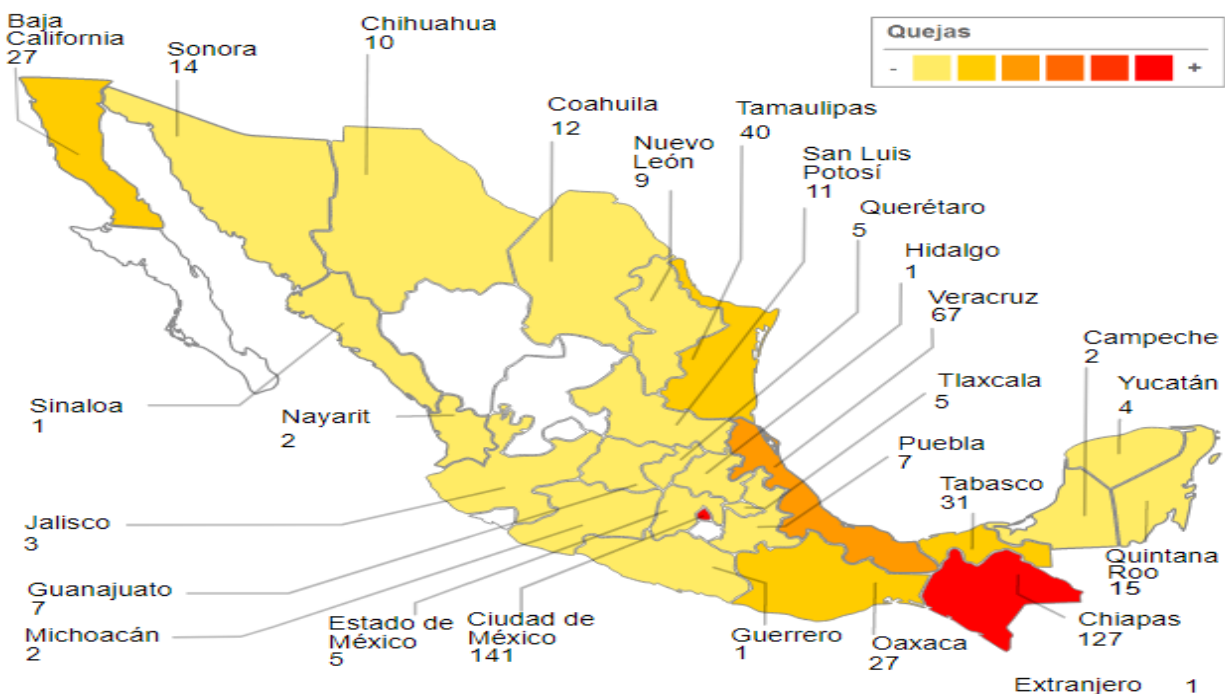 Baja
California
27
Sonora
14
Chihuahua
10
Quejas
- +
Coahuila
12
Tamaulipas
40
Nuevo
León
9
San Luis
Potosí
11
Querétaro
5
Hidalgo
1
Veracruz
67
Campeche
2
Tlaxcala
5
Yucatán
4
Sinaloa
1
Nayarit
2
Puebla
7
Tabasco
31
Jalisco
3
Quintana
Roo
15
Guanajuato
7
Michoacán
2
Estado de
México
5
Ciudad de
México
141
Guerrero
1
Oaxaca
27
Chiapas
127
Extranjero 1